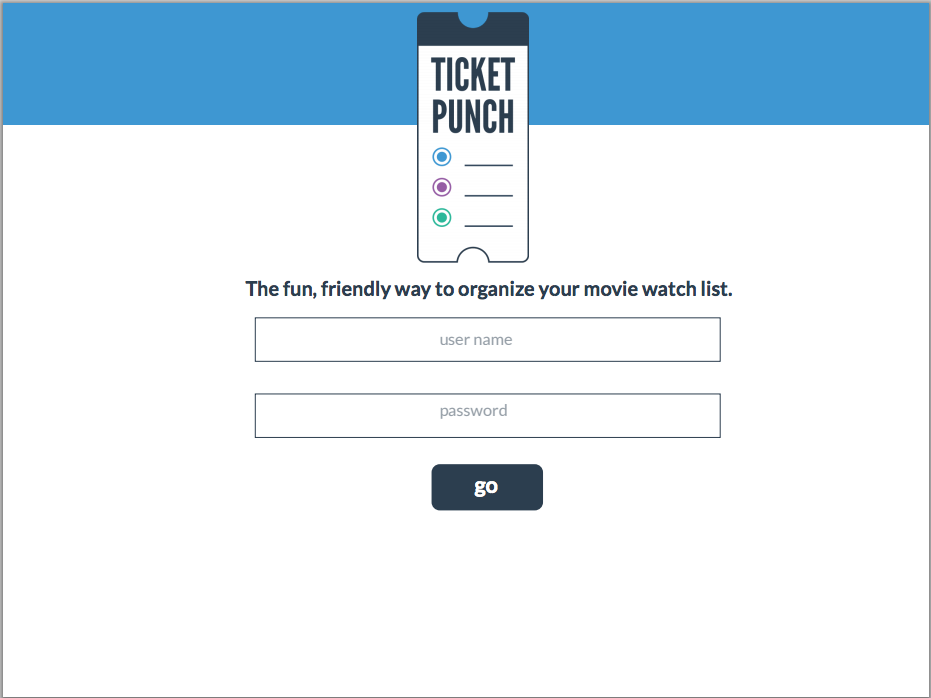 TICKET
PUNCH
The fun, friendly way to organize your movie watch list.
user name
password
go